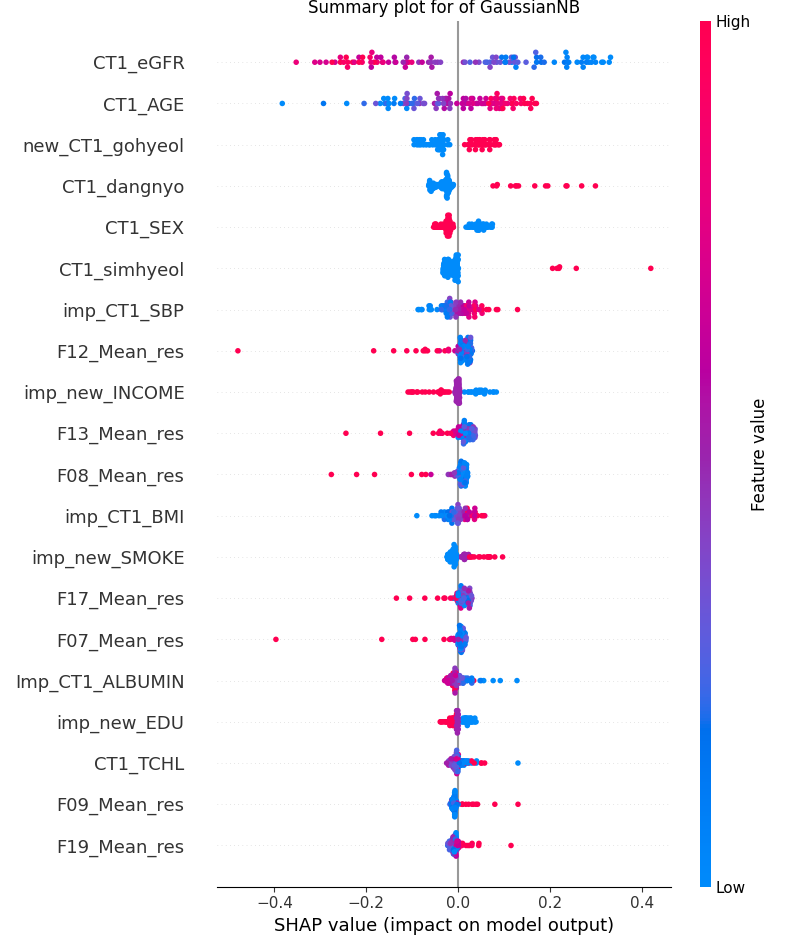 Summary plot for of GaussianNB
High
CT1_eGFR
CT1_AGE
new_CT1_gohyeol
CT1_dangnyo
CT1_SEX
CT1_simhyeol
imp_CT1_SBP
F12_Mean_res
imp_new_INCOME
F13_Mean_res
F08_Mean_res
imp_CT1_BMI
imp_new_SMOKE
F17_Mean_res
F07_Mean_res
Imp_CT1_ALBUMIN
imp_new_EDU
CT1_TCHL
F09_Mean_res
F19_Mean_res
Feature value
Low
−0.4 −0.2 0.0 0.2 0.4
SHAP value (impact on model output)